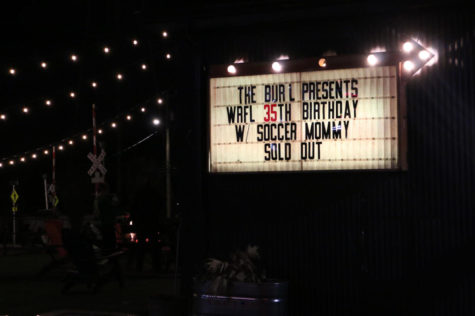 THE BURL PRESENTS
WRFL 35TH BIRTHDAY
W/ SOCCER MOMMY
SOLD OUT